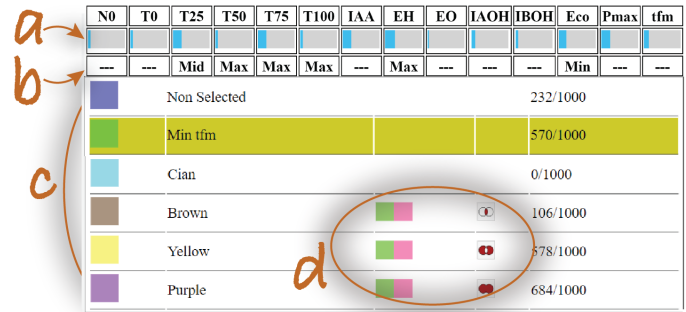 N0 T0 T25 T50 T75 T100 IAA EH EO IAOH IBOH Eco Pmax tfm
a
--- --- Mid Max Max Max --- Max --- --- --- Min --- ---
b
Non Selected 232/1000
Min tfm 570/1000
c
Cian 0/1000
Brown 106/1000
Yellow 578/1000
d
Purple 684/1000